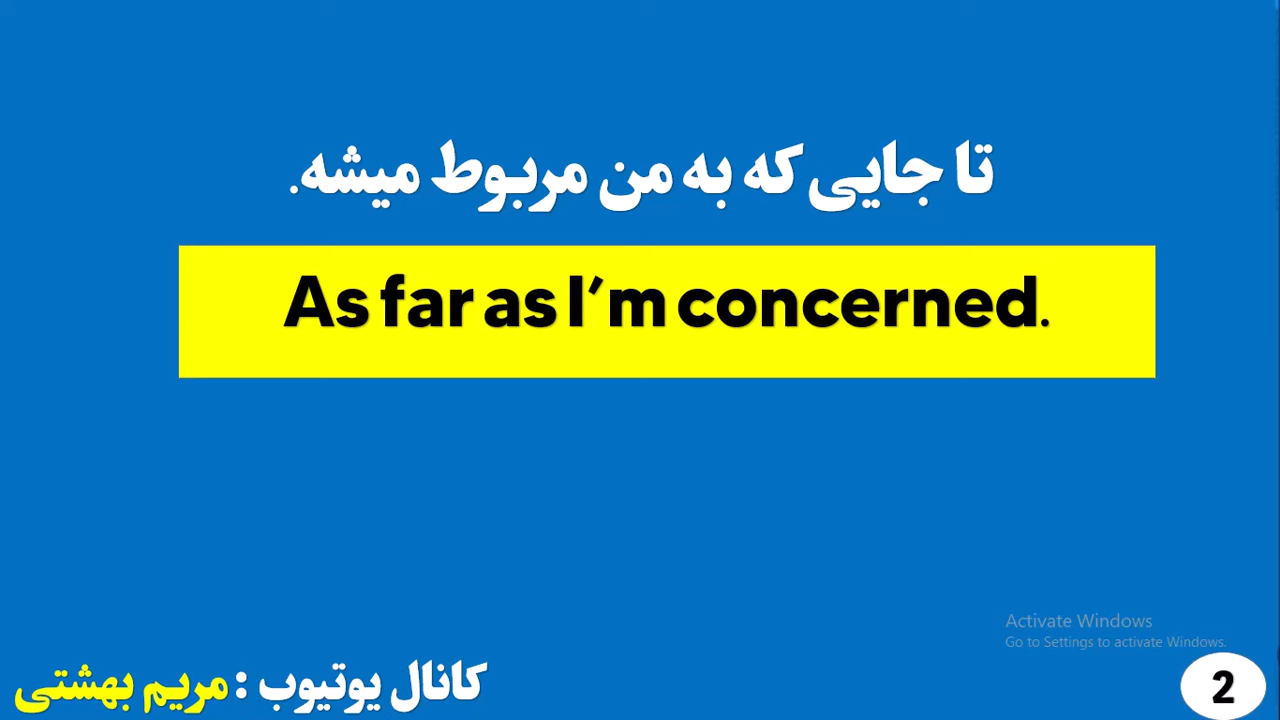 تا جایی که به من مربوط میشه.
As far as I’m concerned.
Activate Windows
Go to Settings to activate Windows.
کانال یوتیوب : مریم بهشتی
2